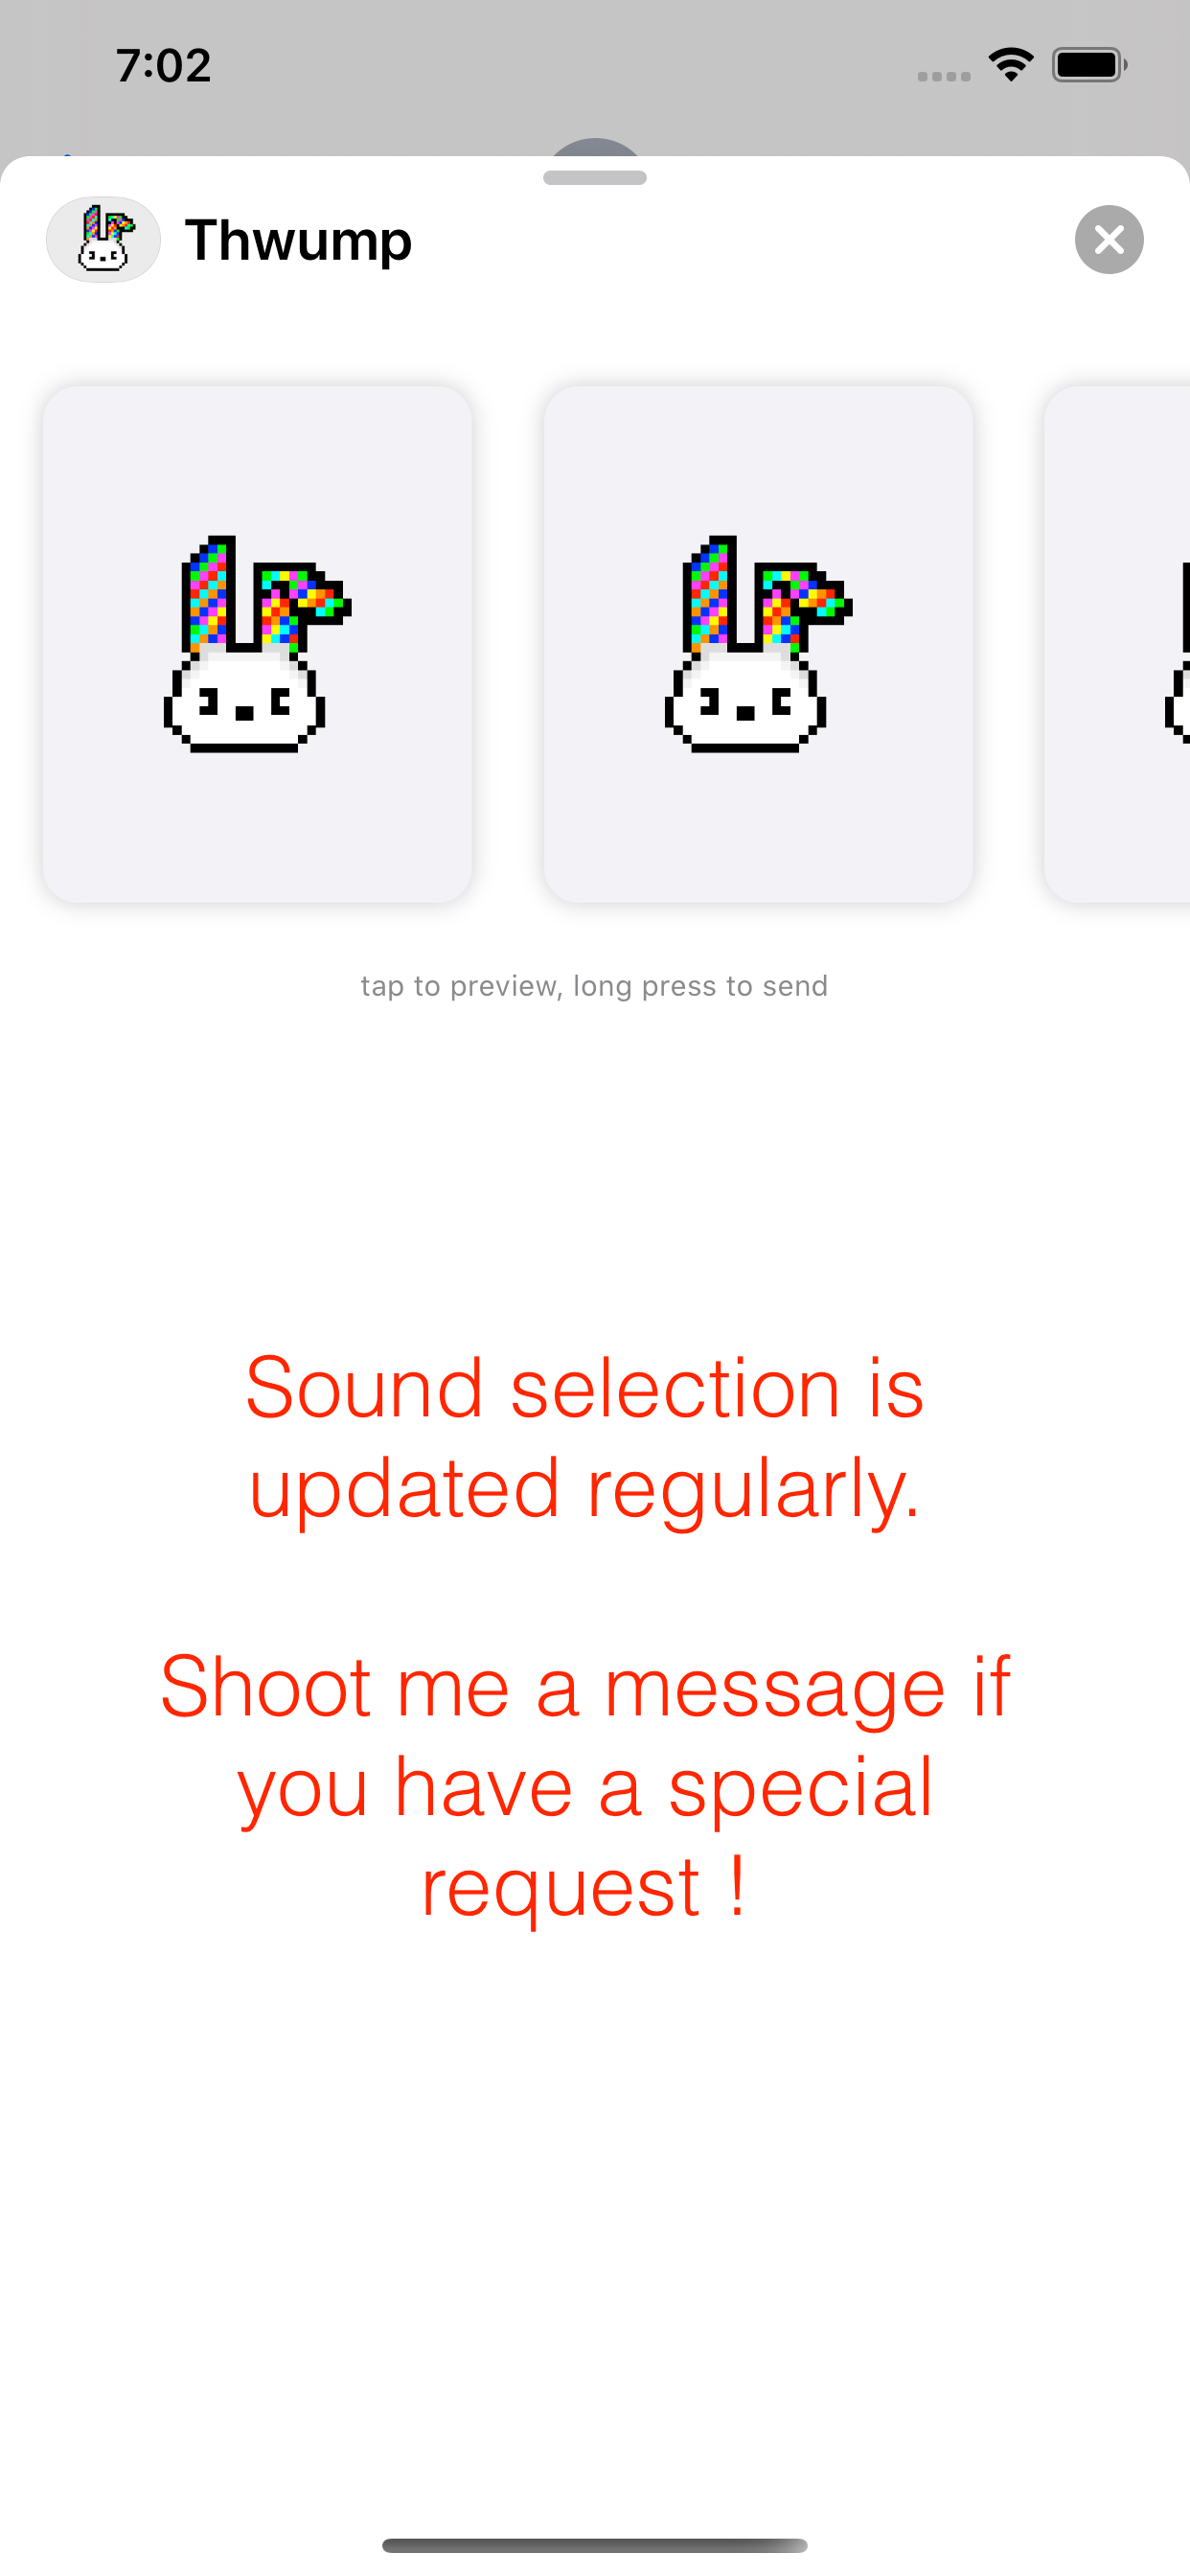 7:02
Thwump
tap to preview, long press to send
Sound selection is
updated regularly.
Shoot me a message if
you have a special
request !